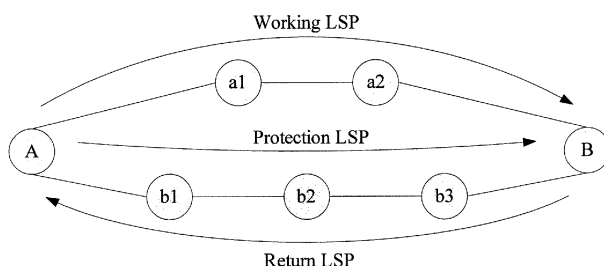 Working LSP
a1
a2
A
Protection LSP
B
b1
b2
b3
Return LSP